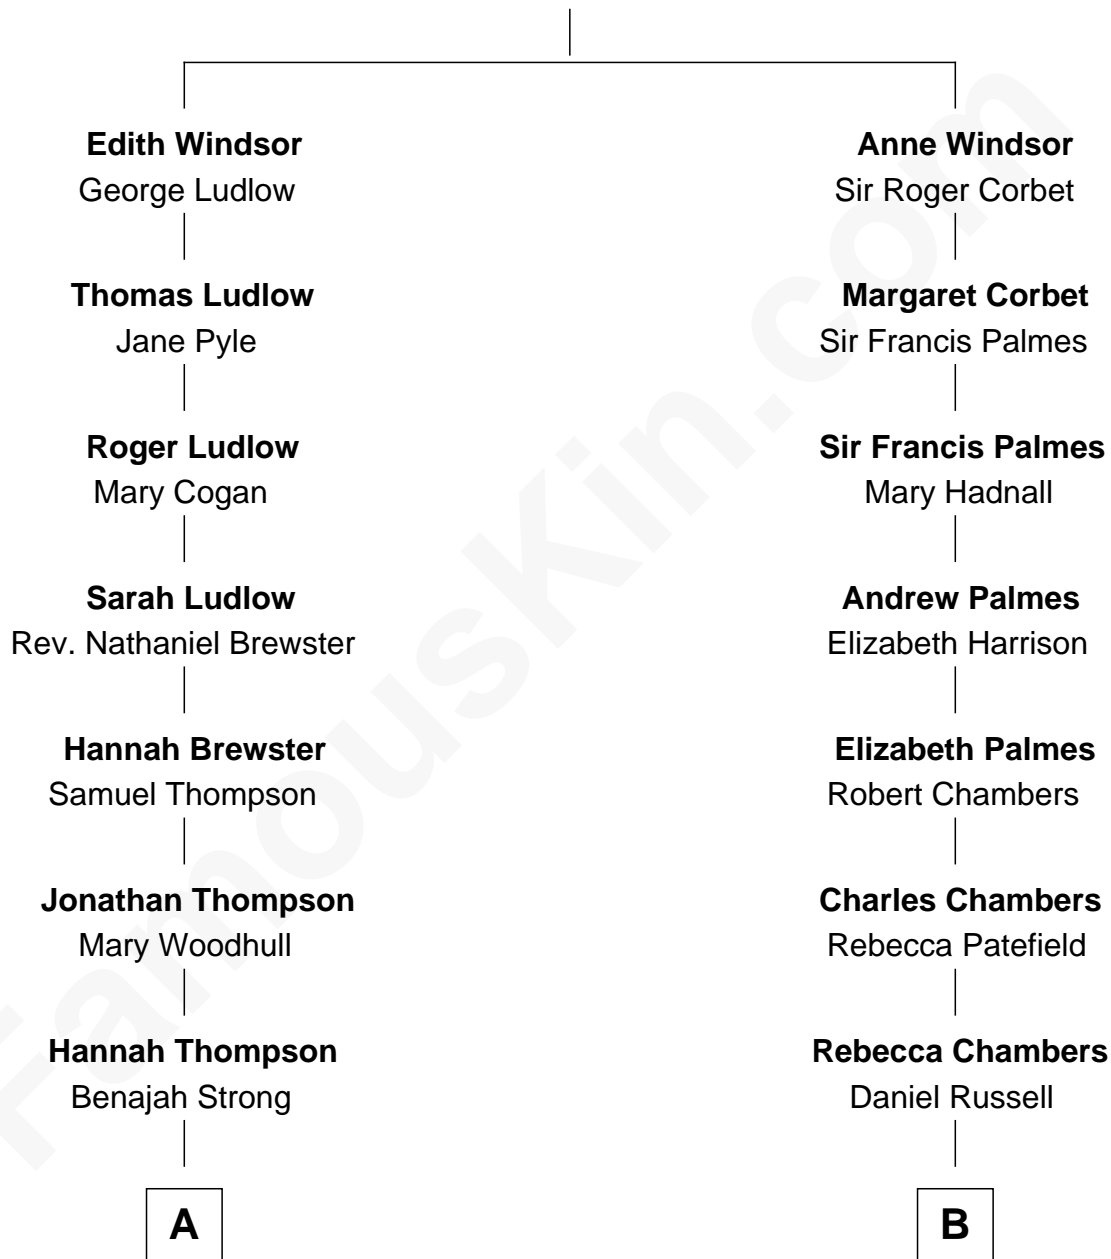 Edith Windsor
George Ludlow
Thomas Ludlow
Jane Pyle
Roger Ludlow
Mary Cogan
Sarah Ludlow
Rev. Nathaniel Brewster
Hannah Brewster
Samuel Thompson
Jonathan Thompson
Mary Woodhull
Hannah Thompson
Benajah Strong
A
Anne Windsor
Sir Roger Corbet
Margaret Corbet
Sir Francis Palmes
Sir Francis Palmes
Mary Hadnall
Andrew Palmes
Elizabeth Harrison
Elizabeth Palmes
Robert Chambers
Charles Chambers
Rebecca Patefield
Rebecca Chambers
Daniel Russell
B
FamousKin.com